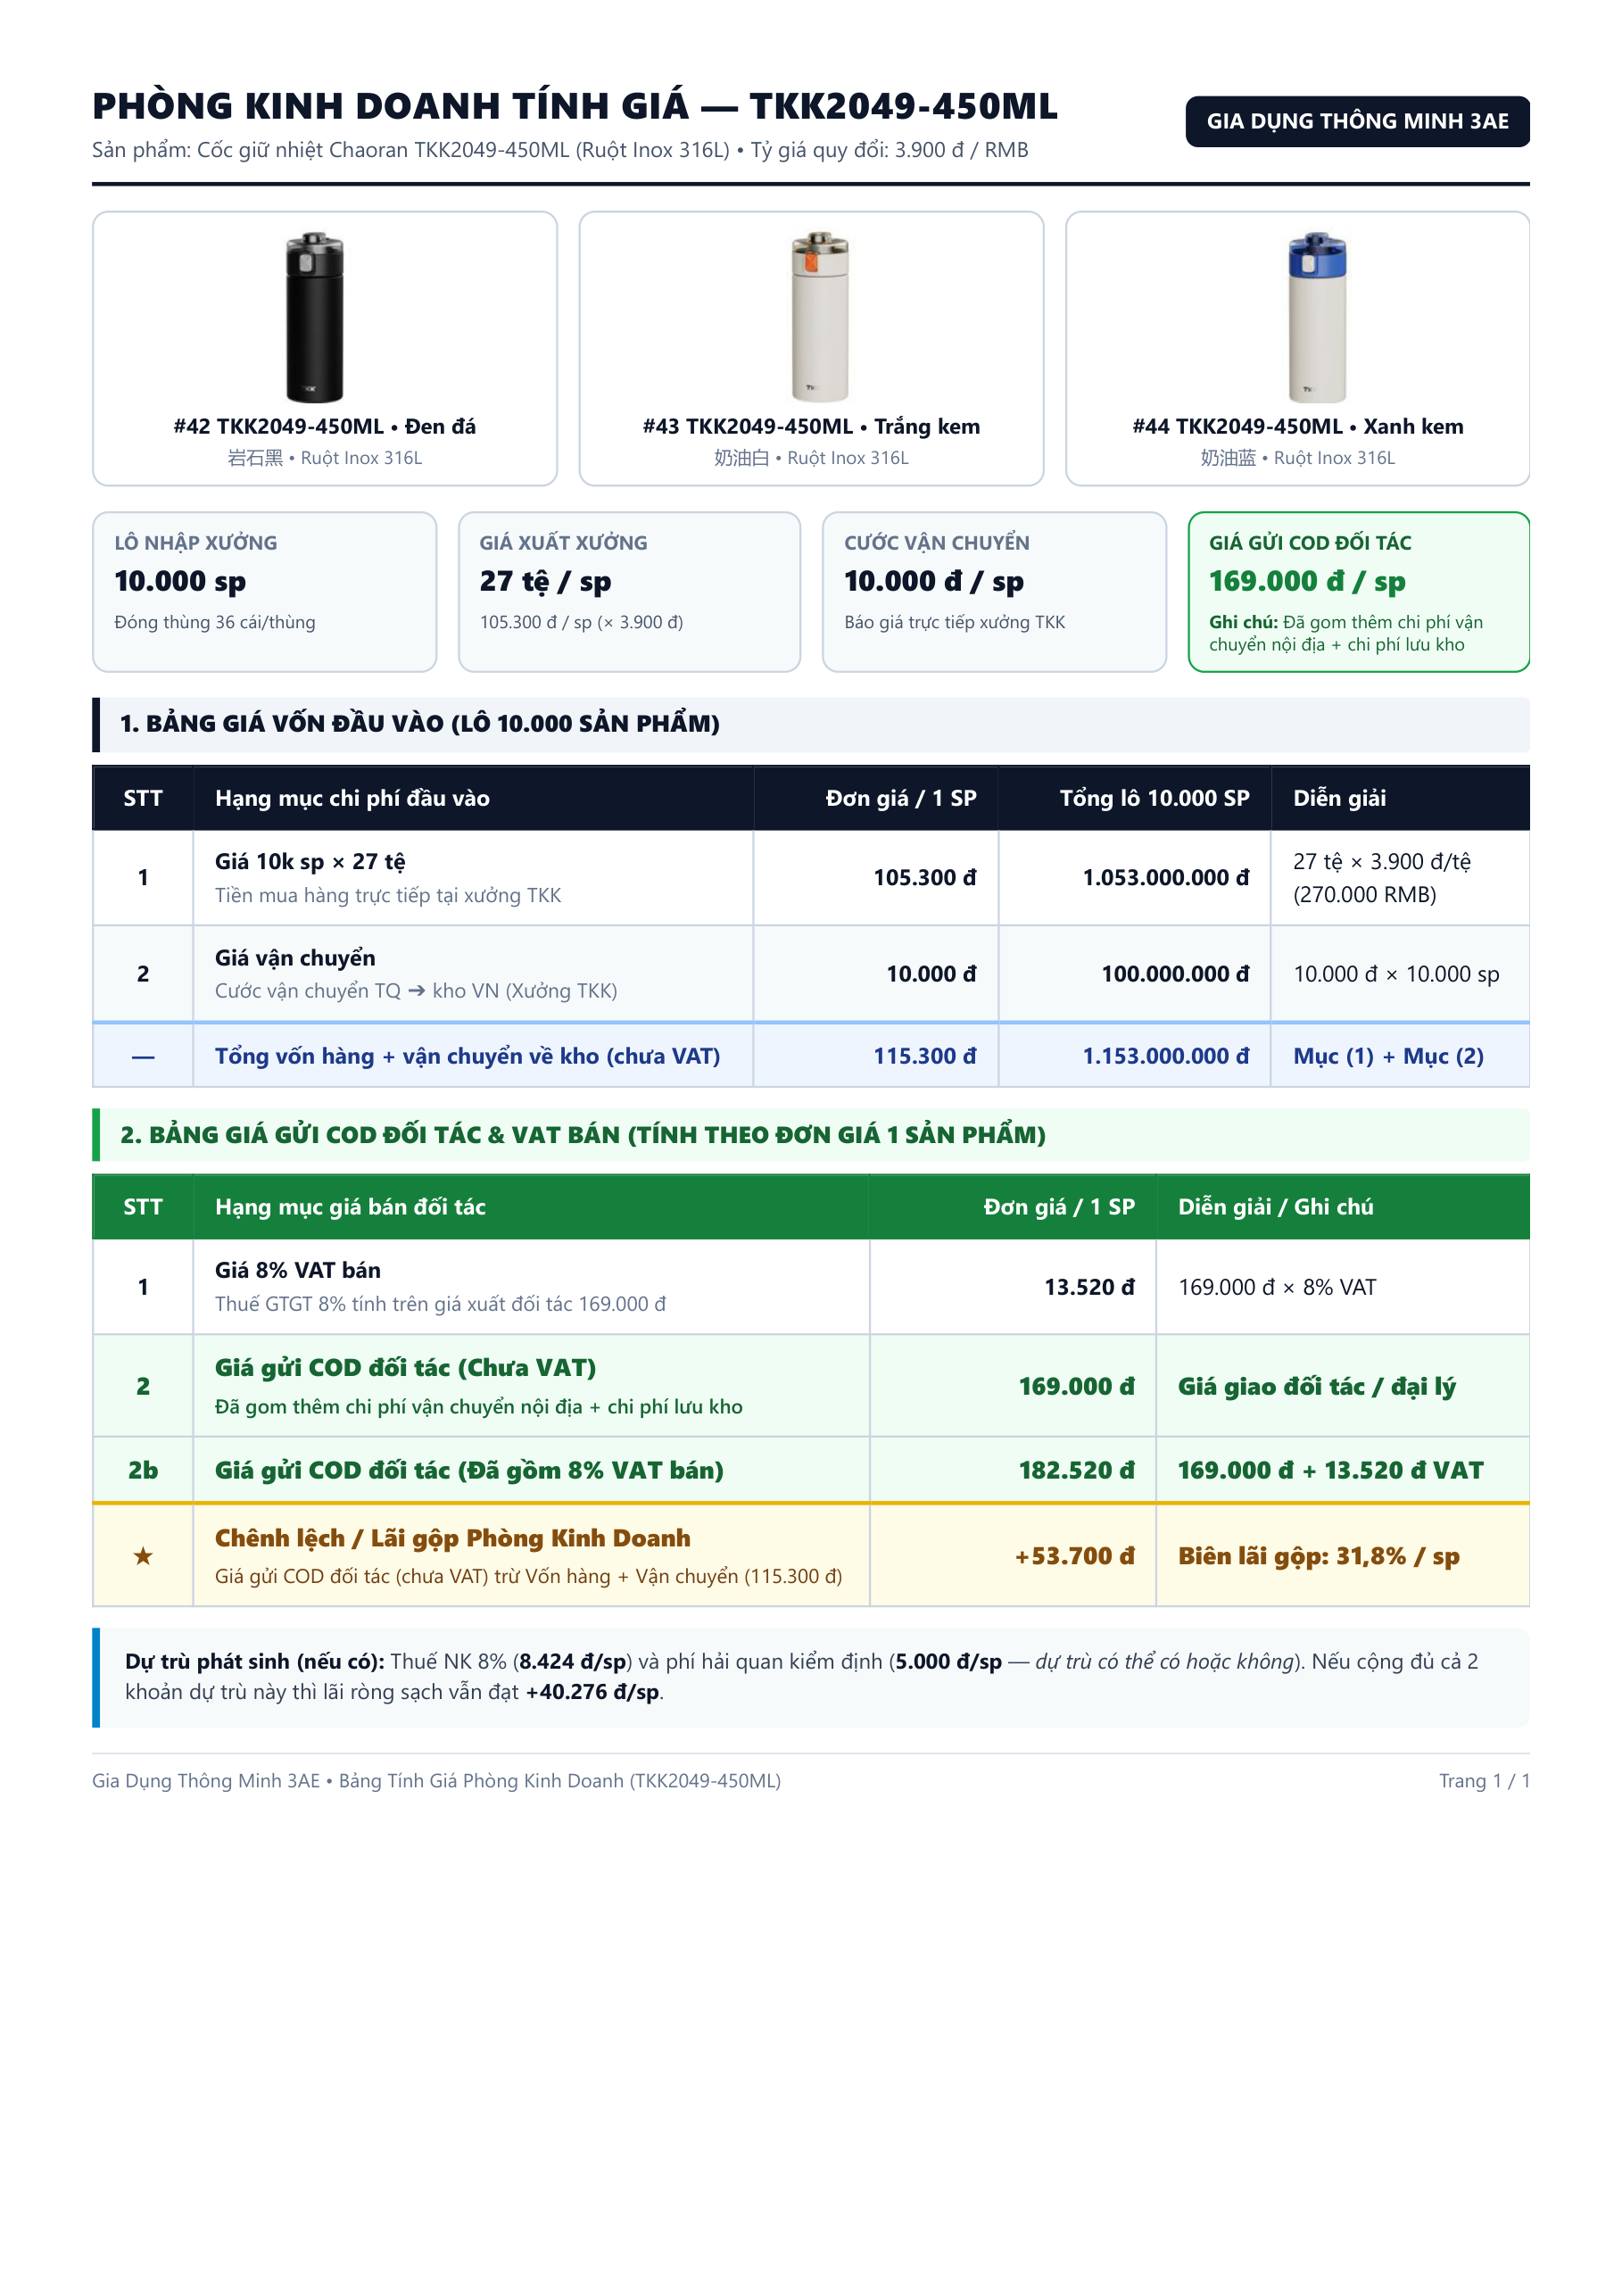 PHÒNG KINH DOANH TÍNH GIÁ — TKK2049-450ML
Sản phẩm: Cốc giữ nhiệt Chaoran TKK2049-450ML (Ruột Inox 316L) • Tỷ giá quy đổi: 3.900 đ / RMB
GIA DỤNG THÔNG MINH 3AE
TKK
#42 TKK2049-450ML • Đen đá
岩石黑 • Ruột Inox 316L
TKK
#43 TKK2049-450ML • Trắng kem
奶油白 • Ruột Inox 316L
TKK
#44 TKK2049-450ML • Xanh kem
奶油蓝 • Ruột Inox 316L
LÔ NHẬP XƯỞNG
10.000 sp
Đóng thùng 36 cái/thùng
GIÁ XUẤT XƯỞNG
27 tệ / sp
105.300 đ / sp (× 3.900 đ)
CƯỚC VẬN CHUYỂN
10.000 đ / sp
Báo giá trực tiếp xưởng TKK
GIÁ GỬI COD ĐỐI TÁC
169.000 đ / sp
Ghi chú: Đã gom thêm chi phí vận
chuyển nội địa + chi phí lưu kho
1. BẢNG GIÁ VỐN ĐẦU VÀO (LÔ 10.000 SẢN PHẨM)
STT Hạng mục chi phí đầu vào Đơn giá / 1 SP Tổng lô 10.000 SP Diễn giải
1 Giá 10k sp × 27 tệ 105.300 đ 1.053.000.000 đ 27 tệ × 3.900 đ/tệ
Tiền mua hàng trực tiếp tại xưởng TKK (270.000 RMB)
2 Giá vận chuyển 10.000 đ 100.000.000 đ 10.000 đ × 10.000 sp
Cước vận chuyển TQ ➔ kho VN (Xưởng TKK)
— Tổng vốn hàng + vận chuyển về kho (chưa VAT) 115.300 đ 1.153.000.000 đ Mục (1) + Mục (2)
2. BẢNG GIÁ GỬI COD ĐỐI TÁC & VAT BÁN (TÍNH THEO ĐƠN GIÁ 1 SẢN PHẨM)
STT Hạng mục giá bán đối tác Đơn giá / 1 SP Diễn giải / Ghi chú
1 Giá 8% VAT bán 13.520 đ 169.000 đ × 8% VAT
Thuế GTGT 8% tính trên giá xuất đối tác 169.000 đ
2 Giá gửi COD đối tác (Chưa VAT) 169.000 đ Giá giao đối tác / đại lý
Đã gom thêm chi phí vận chuyển nội địa + chi phí lưu kho
2b Giá gửi COD đối tác (Đã gồm 8% VAT bán) 182.520 đ 169.000 đ + 13.520 đ VAT
★ Chênh lệch / Lãi gộp Phòng Kinh Doanh +53.700 đ Biên lãi gộp: 31,8% / sp
Giá gửi COD đối tác (chưa VAT) trừ Vốn hàng + Vận chuyển (115.300 đ)
Dự trù phát sinh (nếu có): Thuế NK 8% (8.424 đ/sp) và phí hải quan kiểm định (5.000 đ/sp — dự trù có thể có hoặc không). Nếu cộng đủ cả 2
khoản dự trù này thì lãi ròng sạch vẫn đạt +40.276 đ/sp.
Gia Dụng Thông Minh 3AE • Bảng Tính Giá Phòng Kinh Doanh (TKK2049-450ML)
Trang 1 / 1